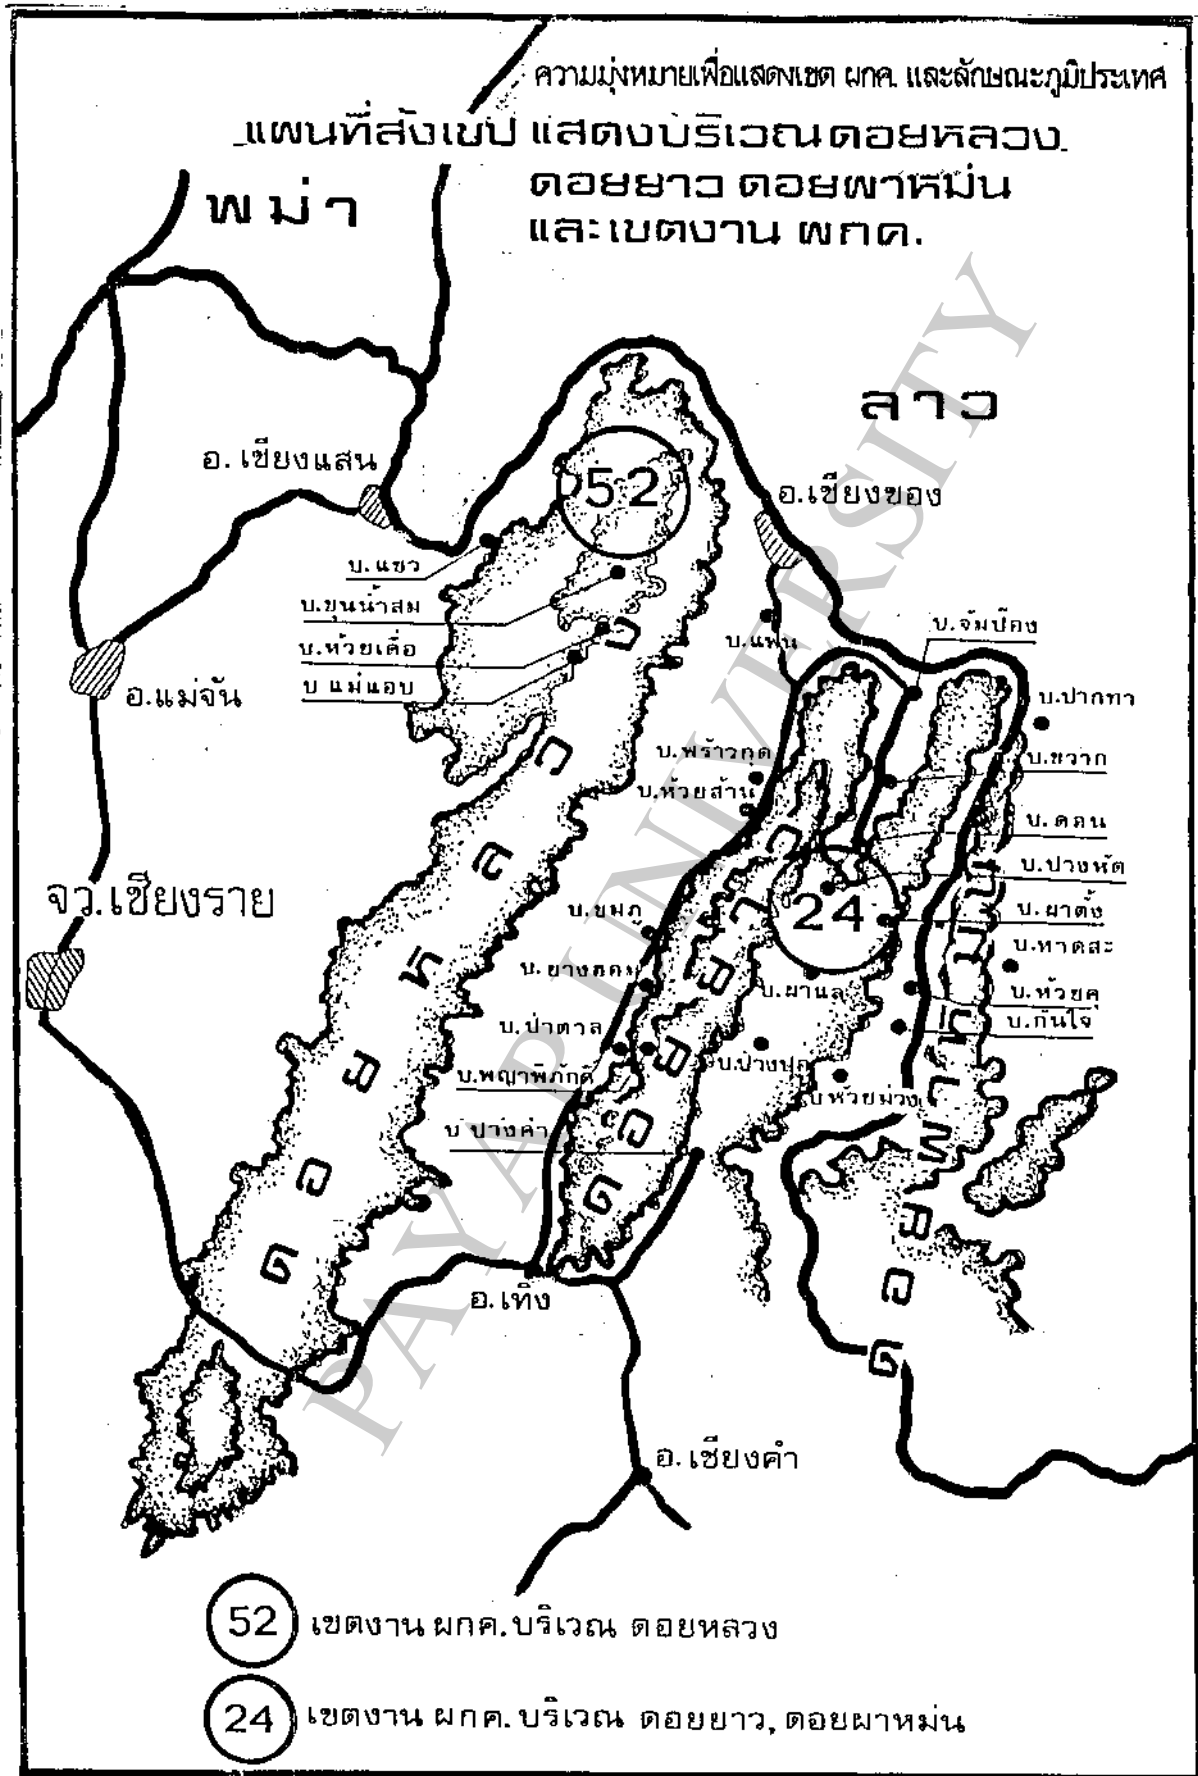 ความมุ่งหมายเพื่อแสดงเขต ผกค. และลักษณะภูมิประเทศ
แผนที่สังเขป แสดงบริเวณดอยหลวง
ดอยยาว ดอยผาหม่น
และเขตงาน ผกค.
พม่า
ลาว
อ.เชียงแสน
52
อ.เชียงของ
บ.แซว
บ.ขุนน้ำสม
บ.ห้วยเดื่อ
บ แม่แอบ
บ.แฟน
บ.จัมป๋อง
อ.แม่จัน
บ.ปากทา
บ.พร้าวกุด
บ.ขวาก
บ.ห้วยส้าน
บ.ดอน
บ.ปางหัด
จว.เชียงราย
24
บ.ผาตั้ง
บ.ขมภุ
บ.หาดสะ
บ.ยางฮอม
บ.ผานล
บ.ห้วยคุ
บ.ป่าตาล
บ.กันใจ
บ.พญาพิภักดิ์
บ.ป่วงปุก
บ ห้วยม่วง
บ ปางค่า
ดอยหลวง
ดอยยาว
ดอยผาหม่น
อ.เทิง
อ.เชียงคำ
52 เขตงาน ผกค.บริเวณ ดอยหลวง
24 เขตงาน ผกค.บริเวณ ดอยยาว, ดอยผาหม่น
PAYAP UNIVERSITY